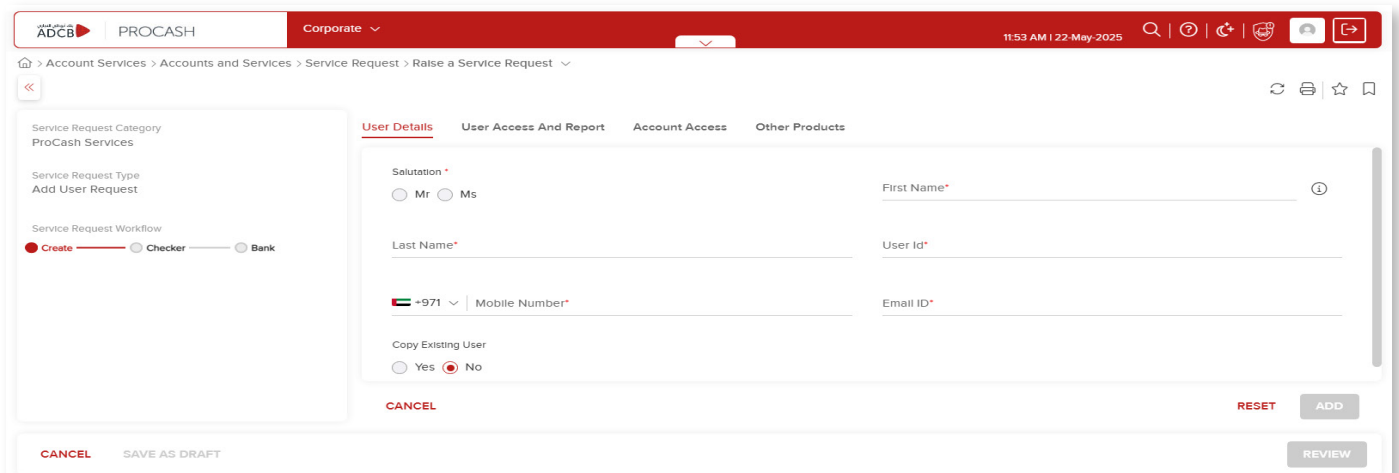 ADCB PROCASH Corporate 11:53 AM | 22-May-2025
> Account Services > Accounts and Services > Service Request > Raise a Service Request
Service Request Category
ProCash Services
Service Request Type
Add User Request
Service Request Workflow
Create Checker Bank
User Details User Access And Report Account Access Other Products
Salutation *
Mr Ms
First Name*
Last Name* User Id*
+971 Mobile Number* Email ID*
Copy Existing User
Yes No
CANCEL RESET ADD
CANCEL SAVE AS DRAFT REVIEW